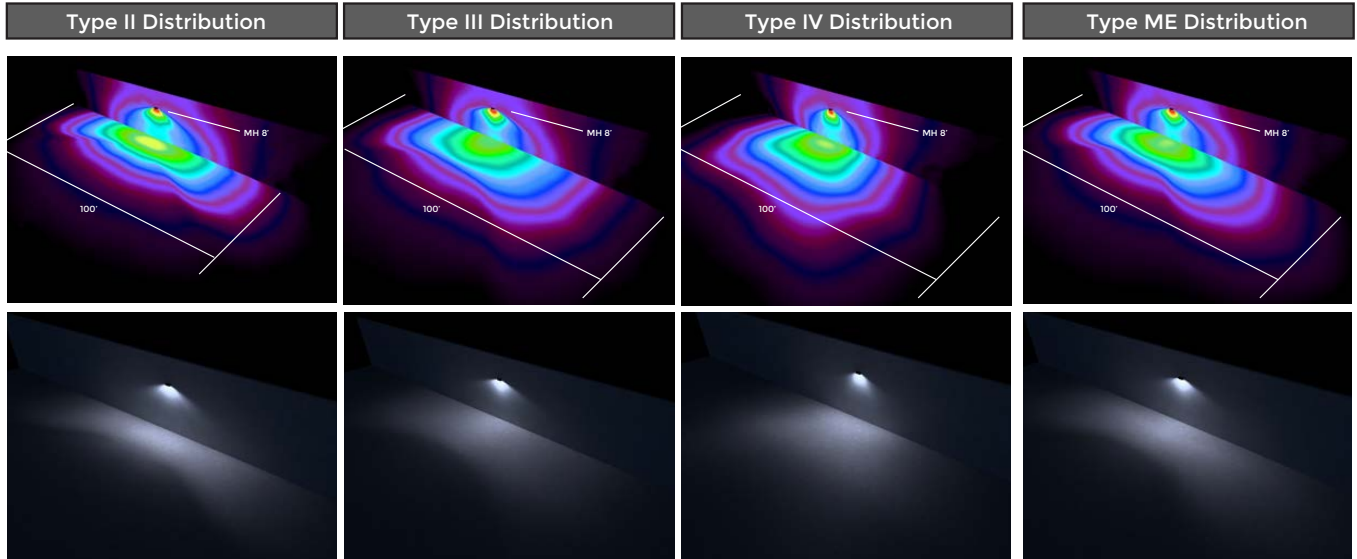 Type II Distribution
Type III Distribution
Type IV Distribution
Type ME Distribution
MH 8'
100'
MH 8'
100'
MH 8'
100'
MH 8'
100'